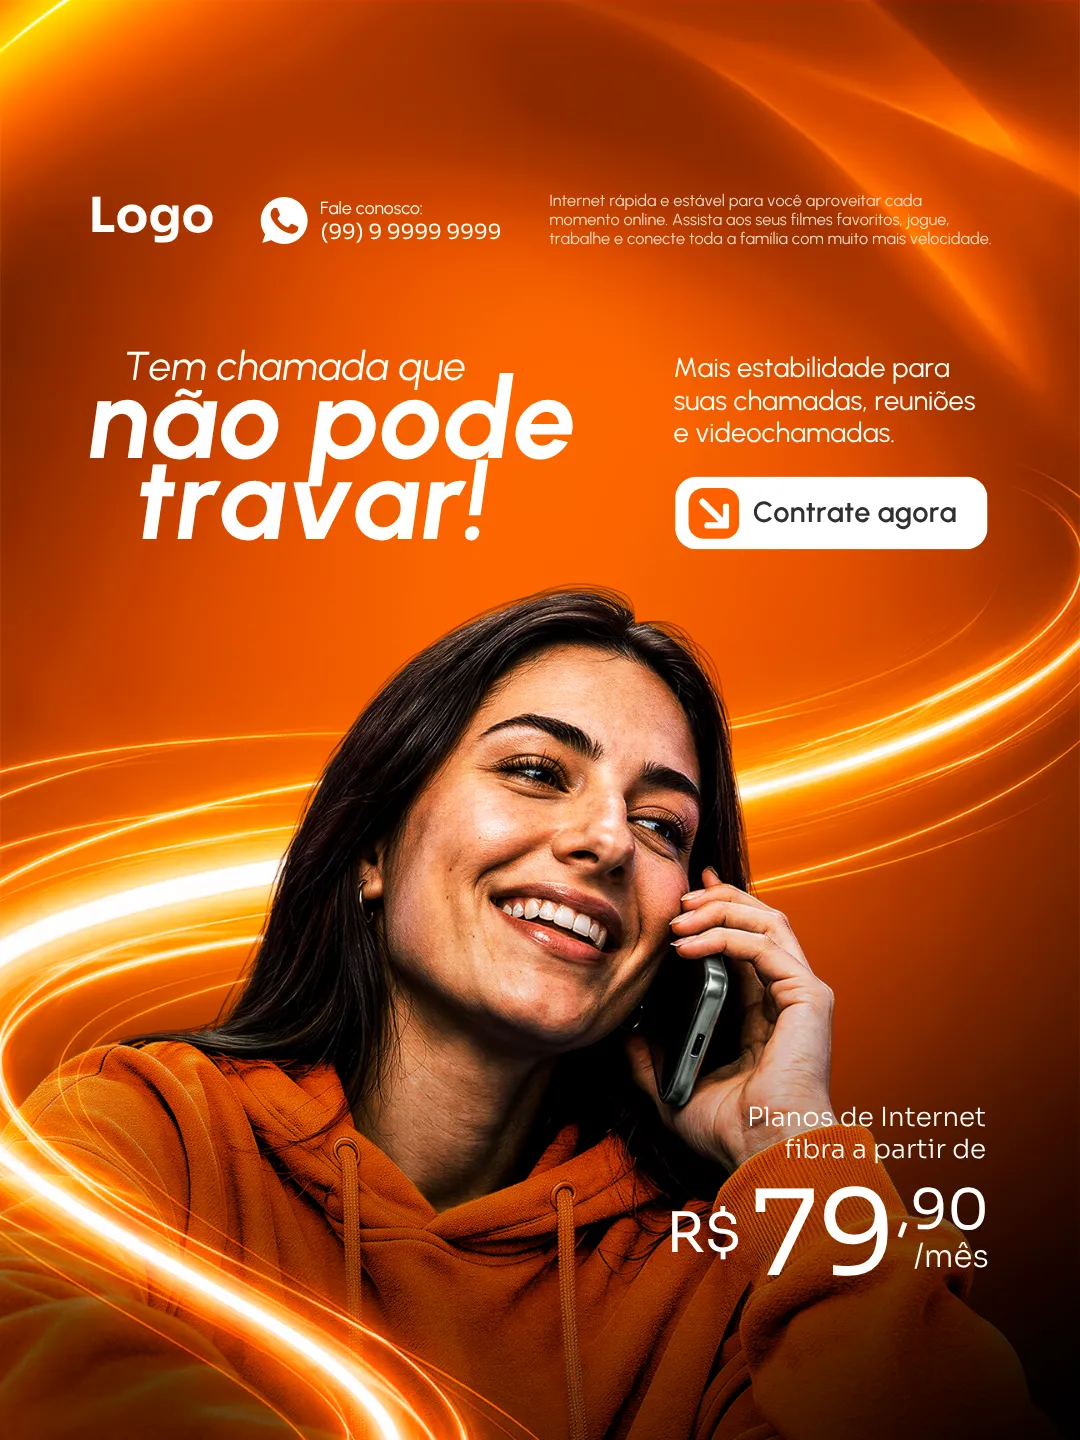 Logo
Fale conosco:
(99) 9 9999 9999
Internet rápida e estável para você aproveitar cada
momento online. Assista aos seus filmes favoritos, jogue,
trabalhe e conecte toda a família com muito mais velocidade.
Tem chamada que
não pode
travar!
Mais estabilidade para
suas chamadas, reuniões
e videochamadas.
Contrate agora
Planos de Internet
fibra a partir de
R$ 79,90
/mês